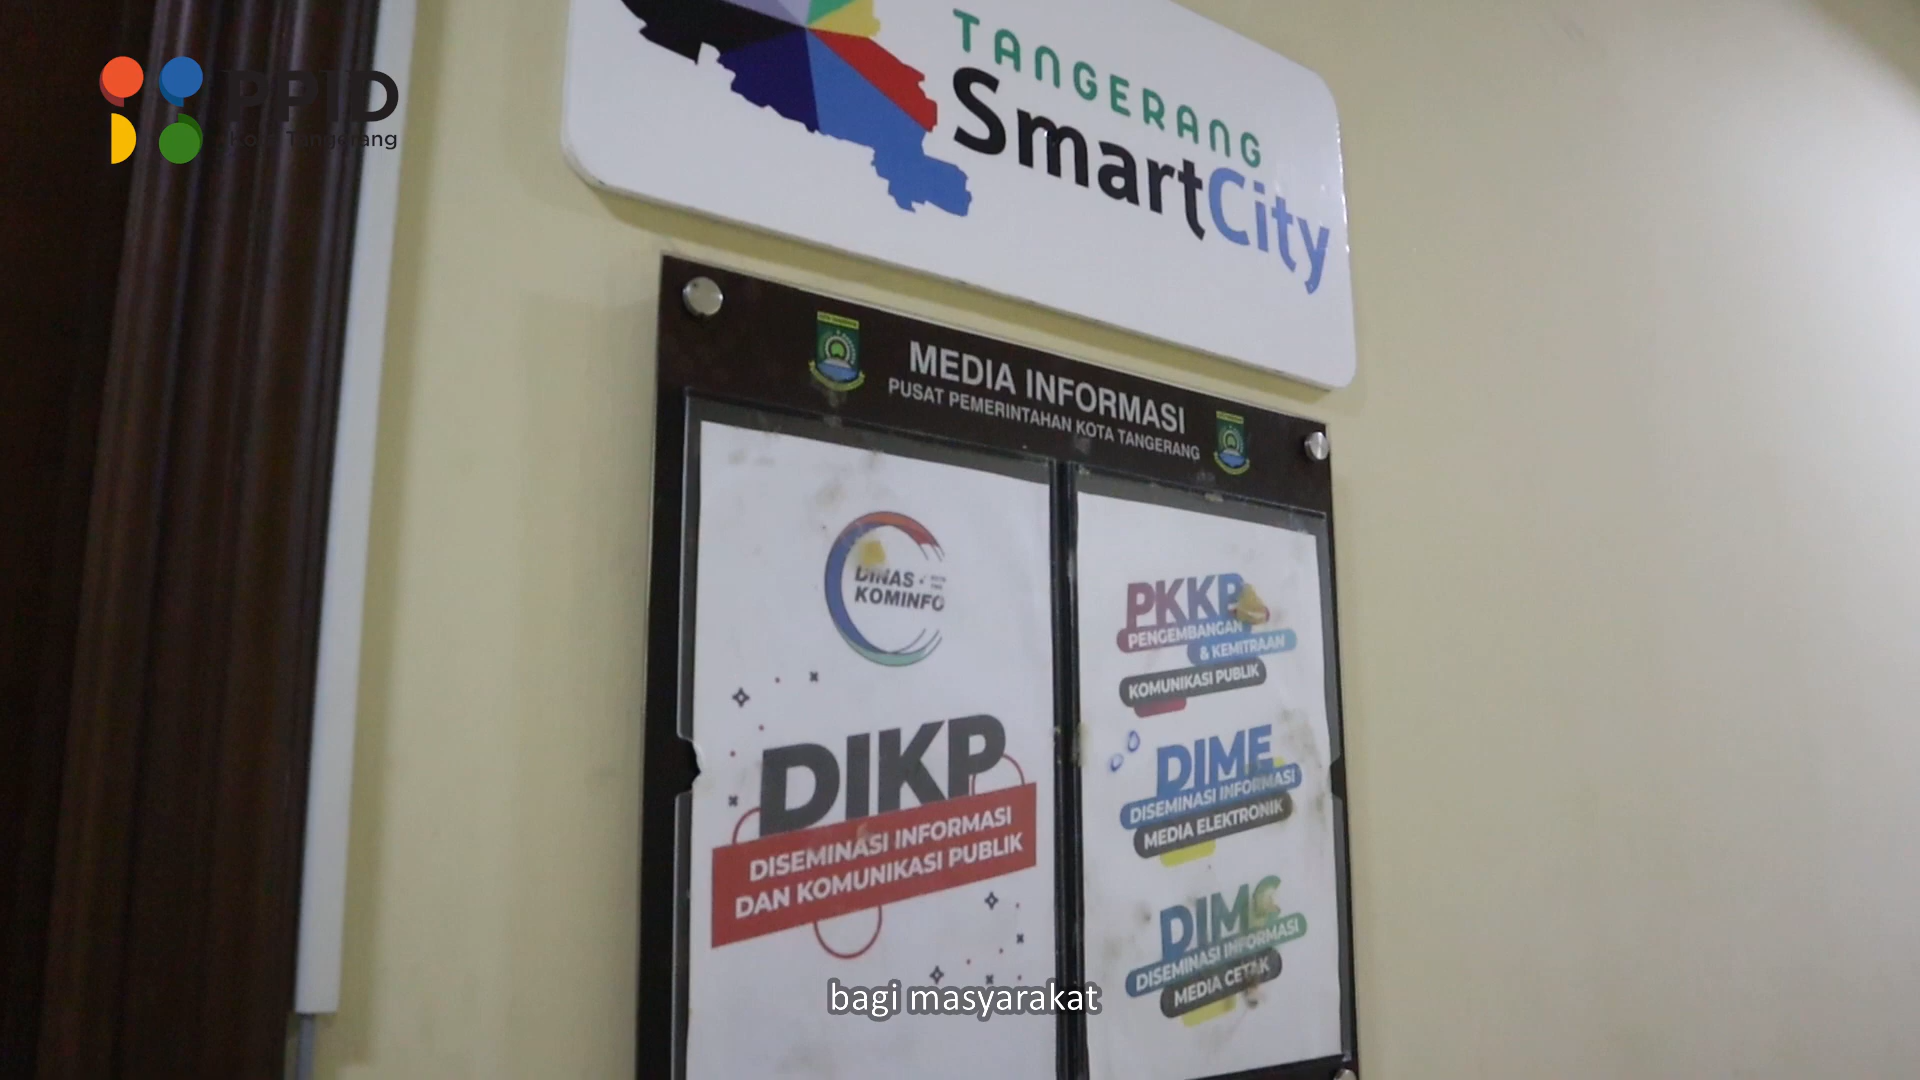 PPID
Kota Tangerang
TANGERANG
SmartCity
MEDIA INFORMASI
PUSAT PEMERINTAHAN KOTA TANGERANG
DINAS
KOMINFO
DIKP
DISEMINASI INFORMASI
DAN KOMUNIKASI PUBLIK
PKKP
PENGEMBANGAN
& KEMITRAAN
KOMUNIKASI PUBLIK
DIME
DISEMINASI INFORMASI
MEDIA ELEKTRONIK
DIMC
DISEMINASI INFORMASI
MEDIA CETAK
bagi masyarakat